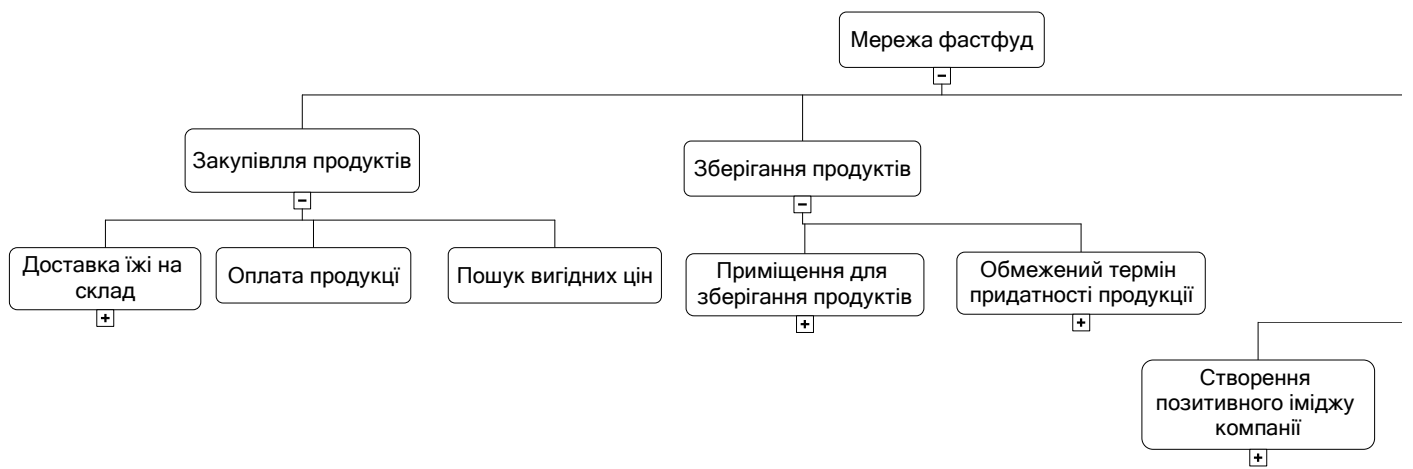 Мережа фастфуд
Закупівлля продуктів
Зберігання продуктів
Доставка їжі на
склад
Оплата продукцї
Пошук вигідних цін
Приміщення для
зберігання продуктів
Обмежений термін
придатності продукції
Створення
позитивного іміджу
компанії